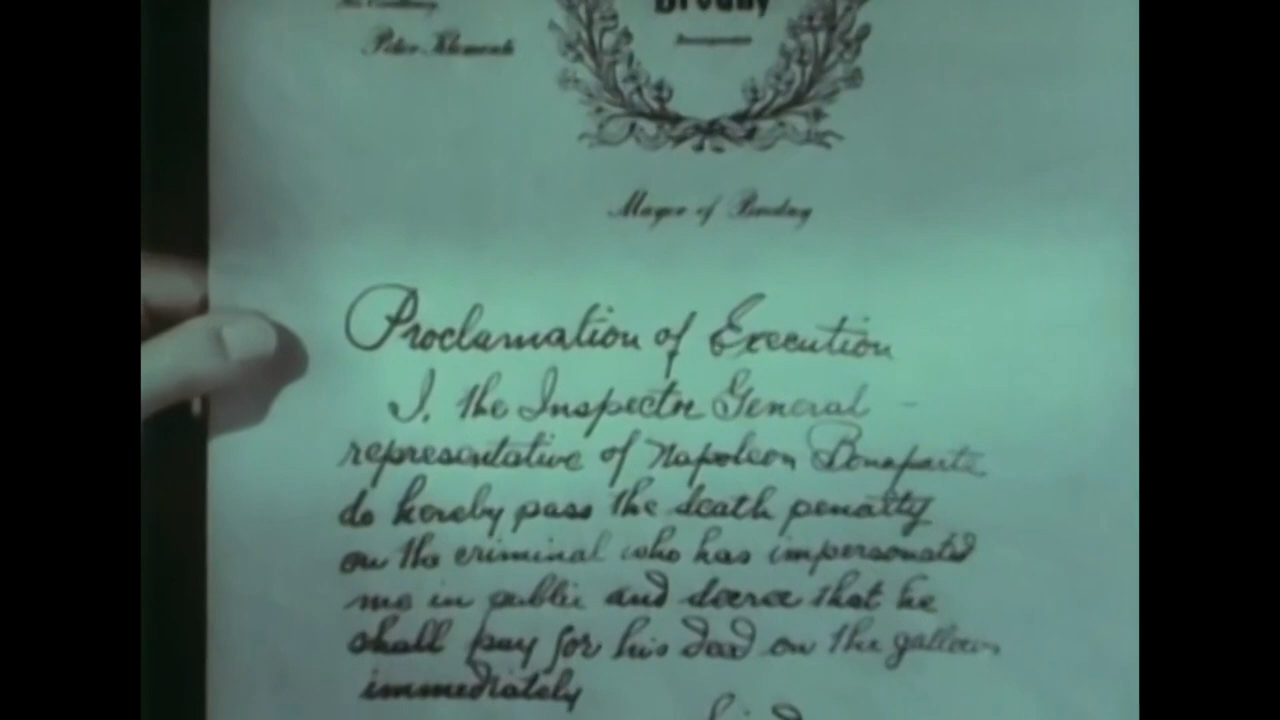 Brodny
Mayor of Brodny
Proclamation of Execution
I, the Inspector General
representative of Napoleon Bonaparte
do hereby pass the death penalty
on the criminal who has impersonated
me in public and decree that he
shall pay for his deed on the gallows
immediately